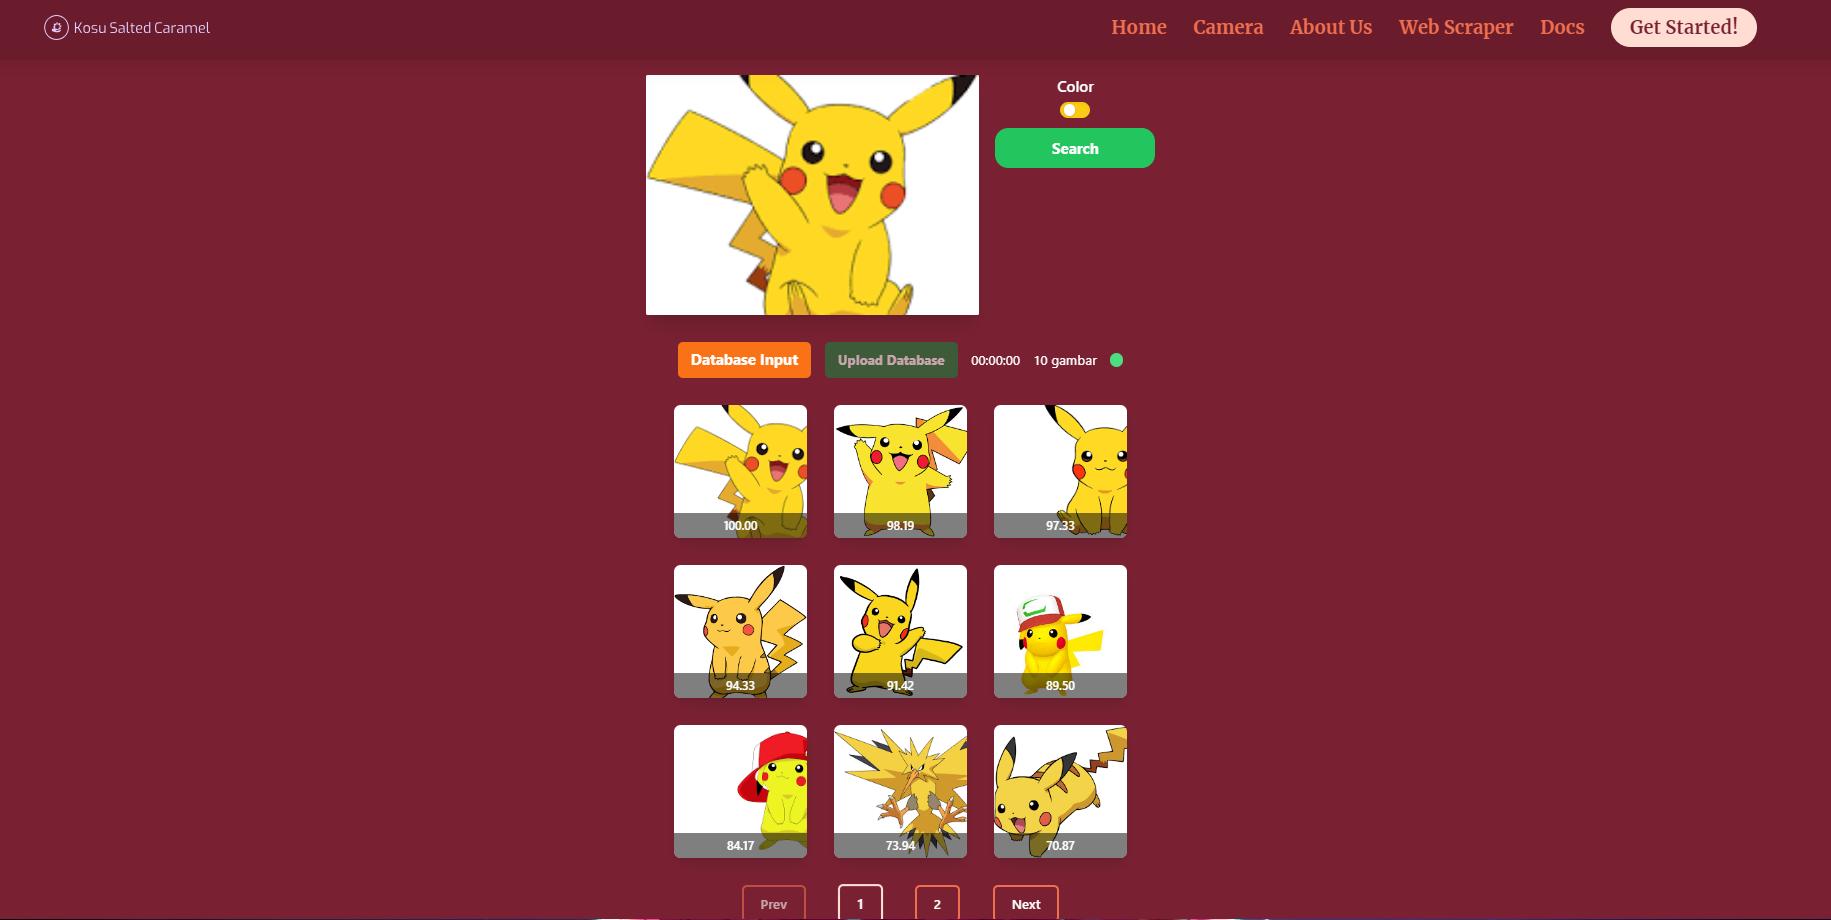 Kosu Salted Caramel
Home Camera About Us Web Scraper Docs Get Started!
Color
Search
Database Input Upload Database 00:00:00 10 gambar
100.00 98.19 97.33
94.33 91.42 89.50
84.17 73.94 70.87
Prev 1 2 Next